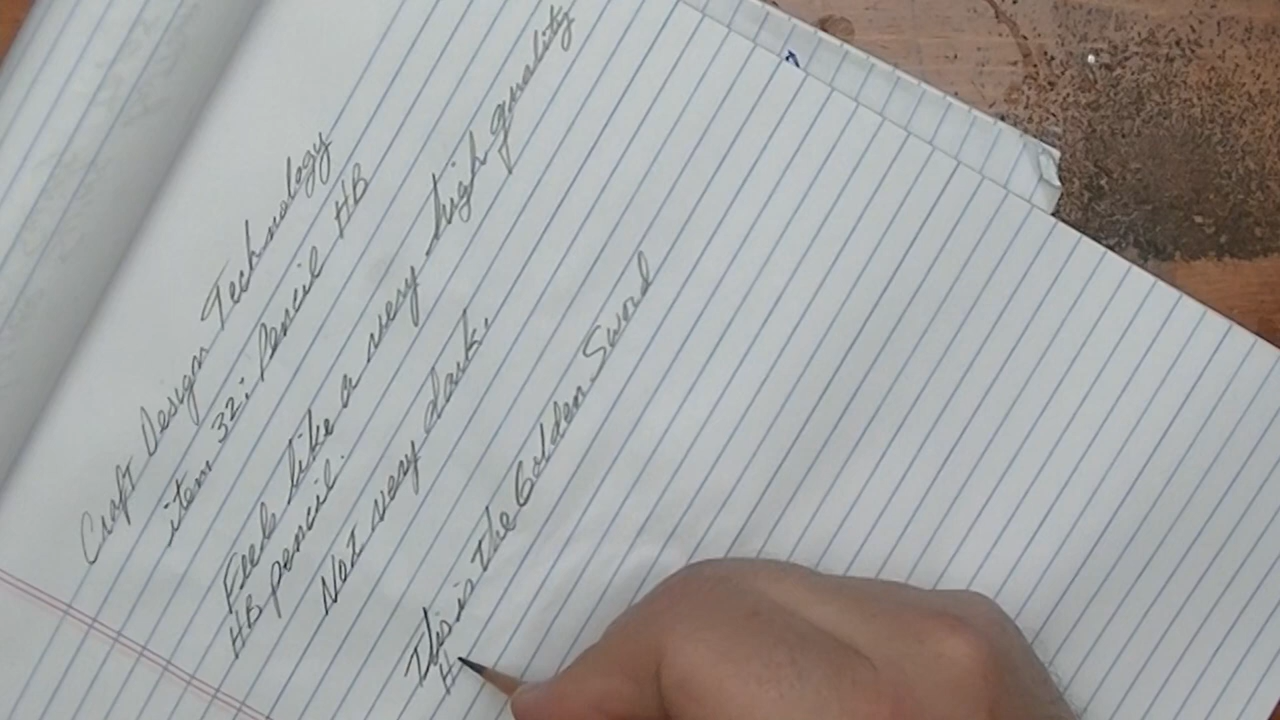 Craft Design Technology
item 32: Pencil HB
Feels like a very high quality
HB pencil.
Not very dark.
This is the Golden Sword
H